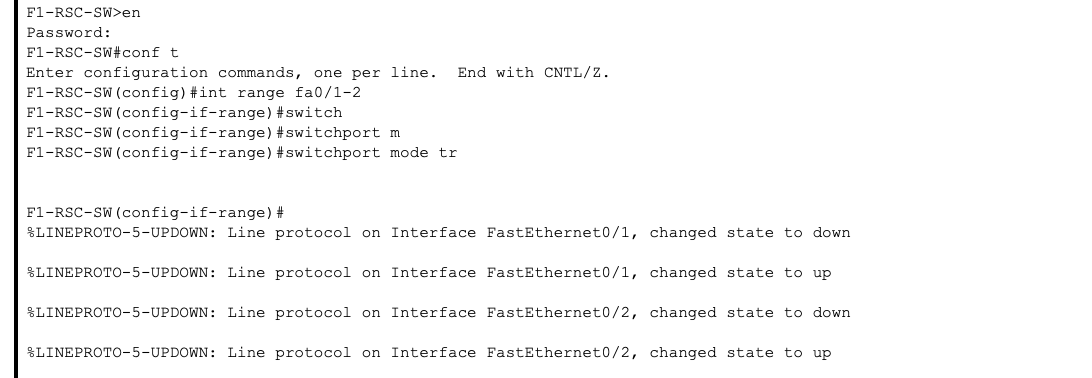 F1-RSC-SW>en
Password:
F1-RSC-SW#conf t
Enter configuration commands, one per line.  End with CNTL/Z.
F1-RSC-SW(config)#int range fa0/1-2
F1-RSC-SW(config-if-range)#switch
F1-RSC-SW(config-if-range)#switchport m
F1-RSC-SW(config-if-range)#switchport mode tr
F1-RSC-SW(config-if-range)#
%LINEPROTO-5-UPDOWN: Line protocol on Interface FastEthernet0/1, changed state to down
%LINEPROTO-5-UPDOWN: Line protocol on Interface FastEthernet0/1, changed state to up
%LINEPROTO-5-UPDOWN: Line protocol on Interface FastEthernet0/2, changed state to down
%LINEPROTO-5-UPDOWN: Line protocol on Interface FastEthernet0/2, changed state to up